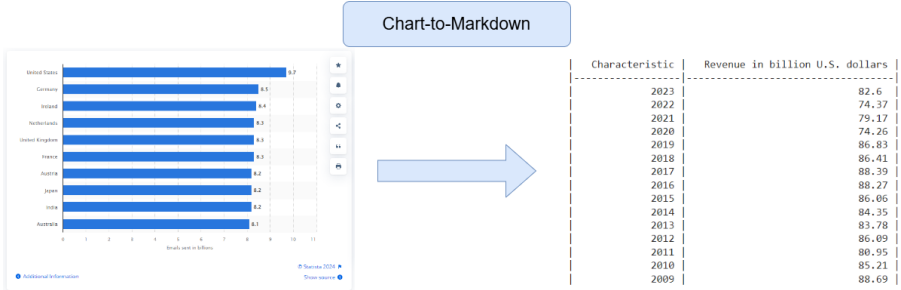 Chart-to-Markdown
United States 9.7
Germany 8.5
Ireland 8.4
Netherlands 8.3
United Kingdom 8.3
France 8.3
Austria 8.2
Japan 8.2
India 8.2
Australia 8.1
0 1 2 3 4 5 6 7 8 9 10 11
Emails sent in billions
© Statista 2024
Additional Information
Show source
| Characteristic | Revenue in billion U.S. dollars |
|----------------|---------------------------------|
| 2023 | 82.6 |
| 2022 | 74.37 |
| 2021 | 79.17 |
| 2020 | 74.26 |
| 2019 | 86.83 |
| 2018 | 86.41 |
| 2017 | 88.39 |
| 2016 | 88.27 |
| 2015 | 86.06 |
| 2014 | 84.35 |
| 2013 | 83.78 |
| 2012 | 86.09 |
| 2011 | 80.95 |
| 2010 | 85.21 |
| 2009 | 88.69 |